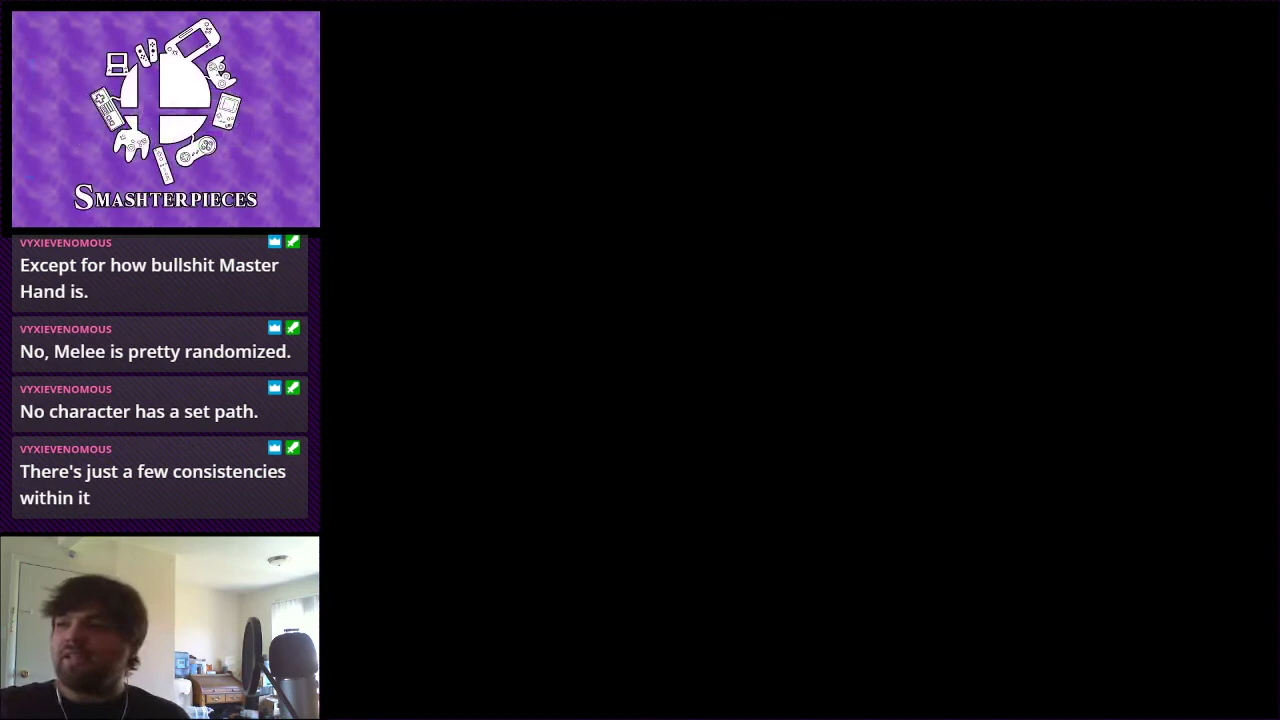 SMASHTERPIECES
VYXIEVENOMOUS
Except for how bullshit Master
Hand is.
VYXIEVENOMOUS
No, Melee is pretty randomized.
VYXIEVENOMOUS
No character has a set path.
VYXIEVENOMOUS
There's just a few consistencies
within it